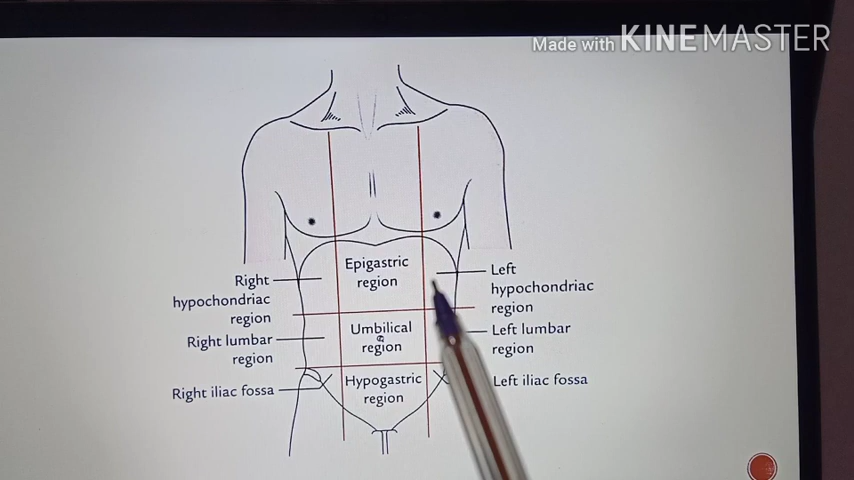 Made with KINEMASTER
Epigastric
region
Right
hypochondriac
region
Left
hypochondriac
region
Umbilical
region
Right lumbar
region
Left lumbar
region
Right iliac fossa
Hypogastric
region
Left iliac fossa